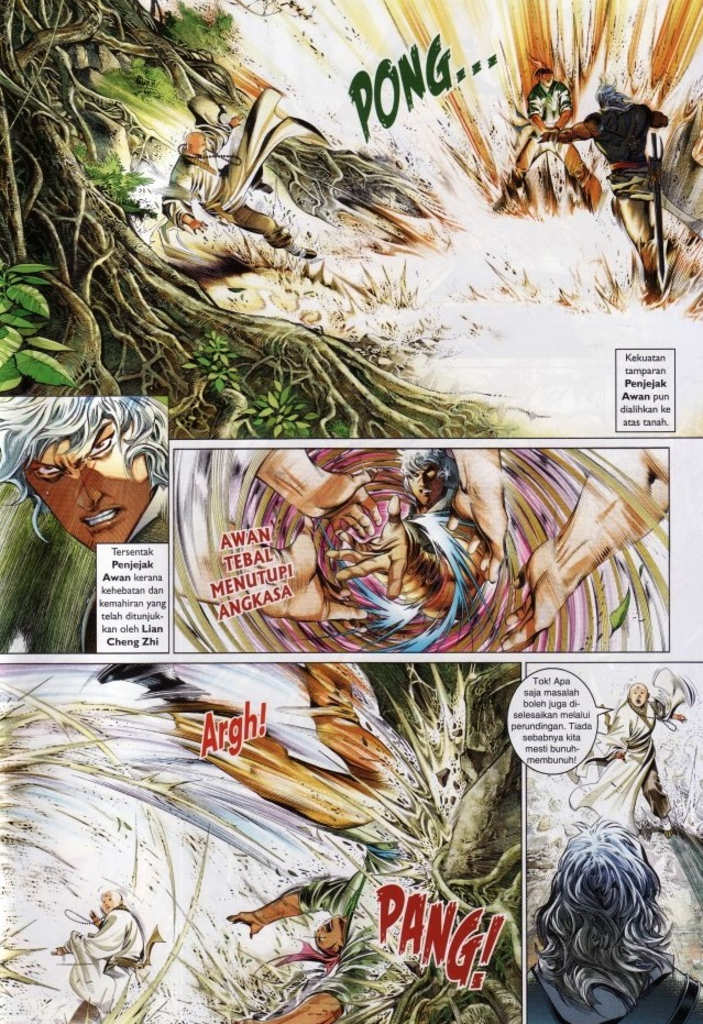 PONG...
Kekuatan
tamparan
Penjejak
Awan pun
dialihkan ke
atas tanah.
Tersentak
Penjejak
Awan kerana
kehebatan dan
kemahiran yang
telah ditunjuk-
kan oleh Lian
Cheng Zhi
AWAN
TEBAL
MENUTUPI
ANGKASA
Argh!
PANG!
Tok! Apa
saja masalah
boleh juga di-
selesaikan melalui
perundingan. Tiada
sebabnya kita
mesti bunuh-
membunuh!